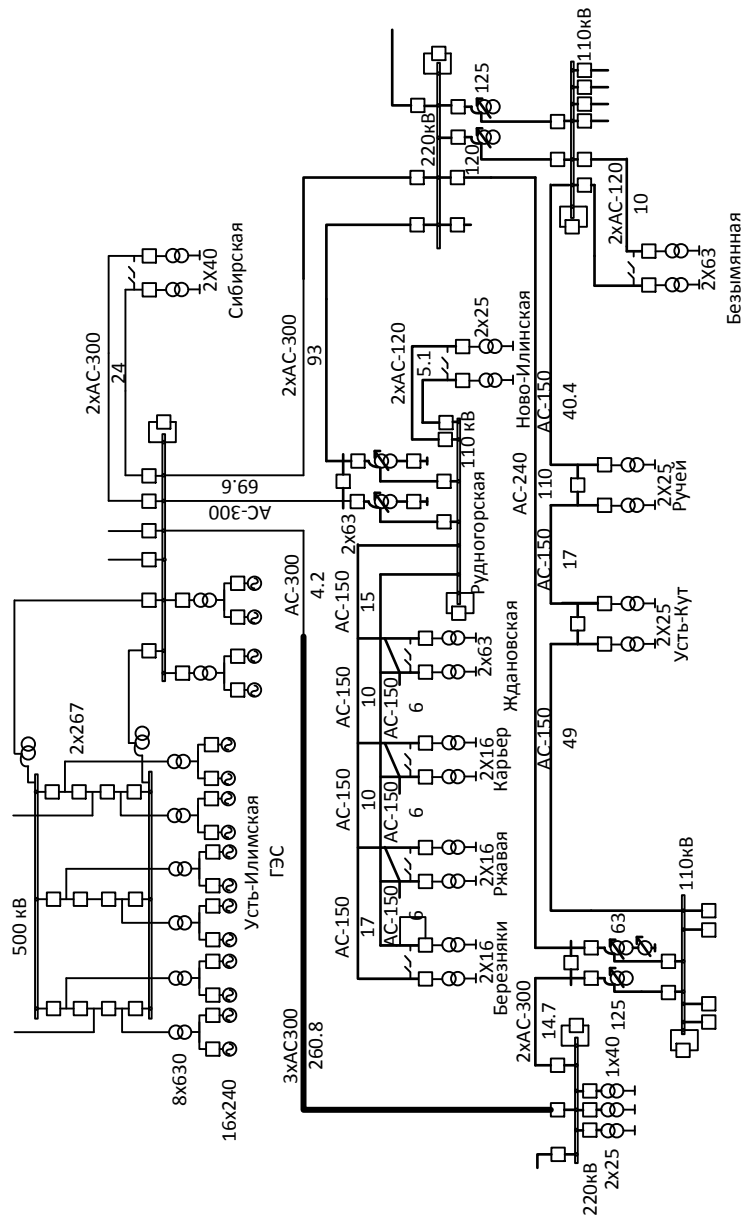 500 кВ
2х267
8х630
16х240
Усть-Илимская
ГЭС
2хАС-300
24
2Х40
Сибирская
69.6
АС-300
АС-300
4.2
3хАС300
260.8
2хАС-300
93
220кВ
120
125
110кВ
2хАС-120
10
2Х63
Безымянная
2х63
2хАС-120
5.1
2х25
Ново-Илинская
110 кВ
Рудногорская
АС-150
15
АС-150
10
АС-150
10
АС-150
17
АС-150
6
АС-150
6
АС-150
6
2х63
Ждановская
2Х16
Карьер
2Х16
Ржавая
2Х16
Березняки
АС-240
110
АС-150
40.4
АС-150
17
АС-150
49
2Х25
Ручей
2Х25
Усть-Кут
2хАС-300
14.7
125
63
110кВ
220кВ
2х25
1х40